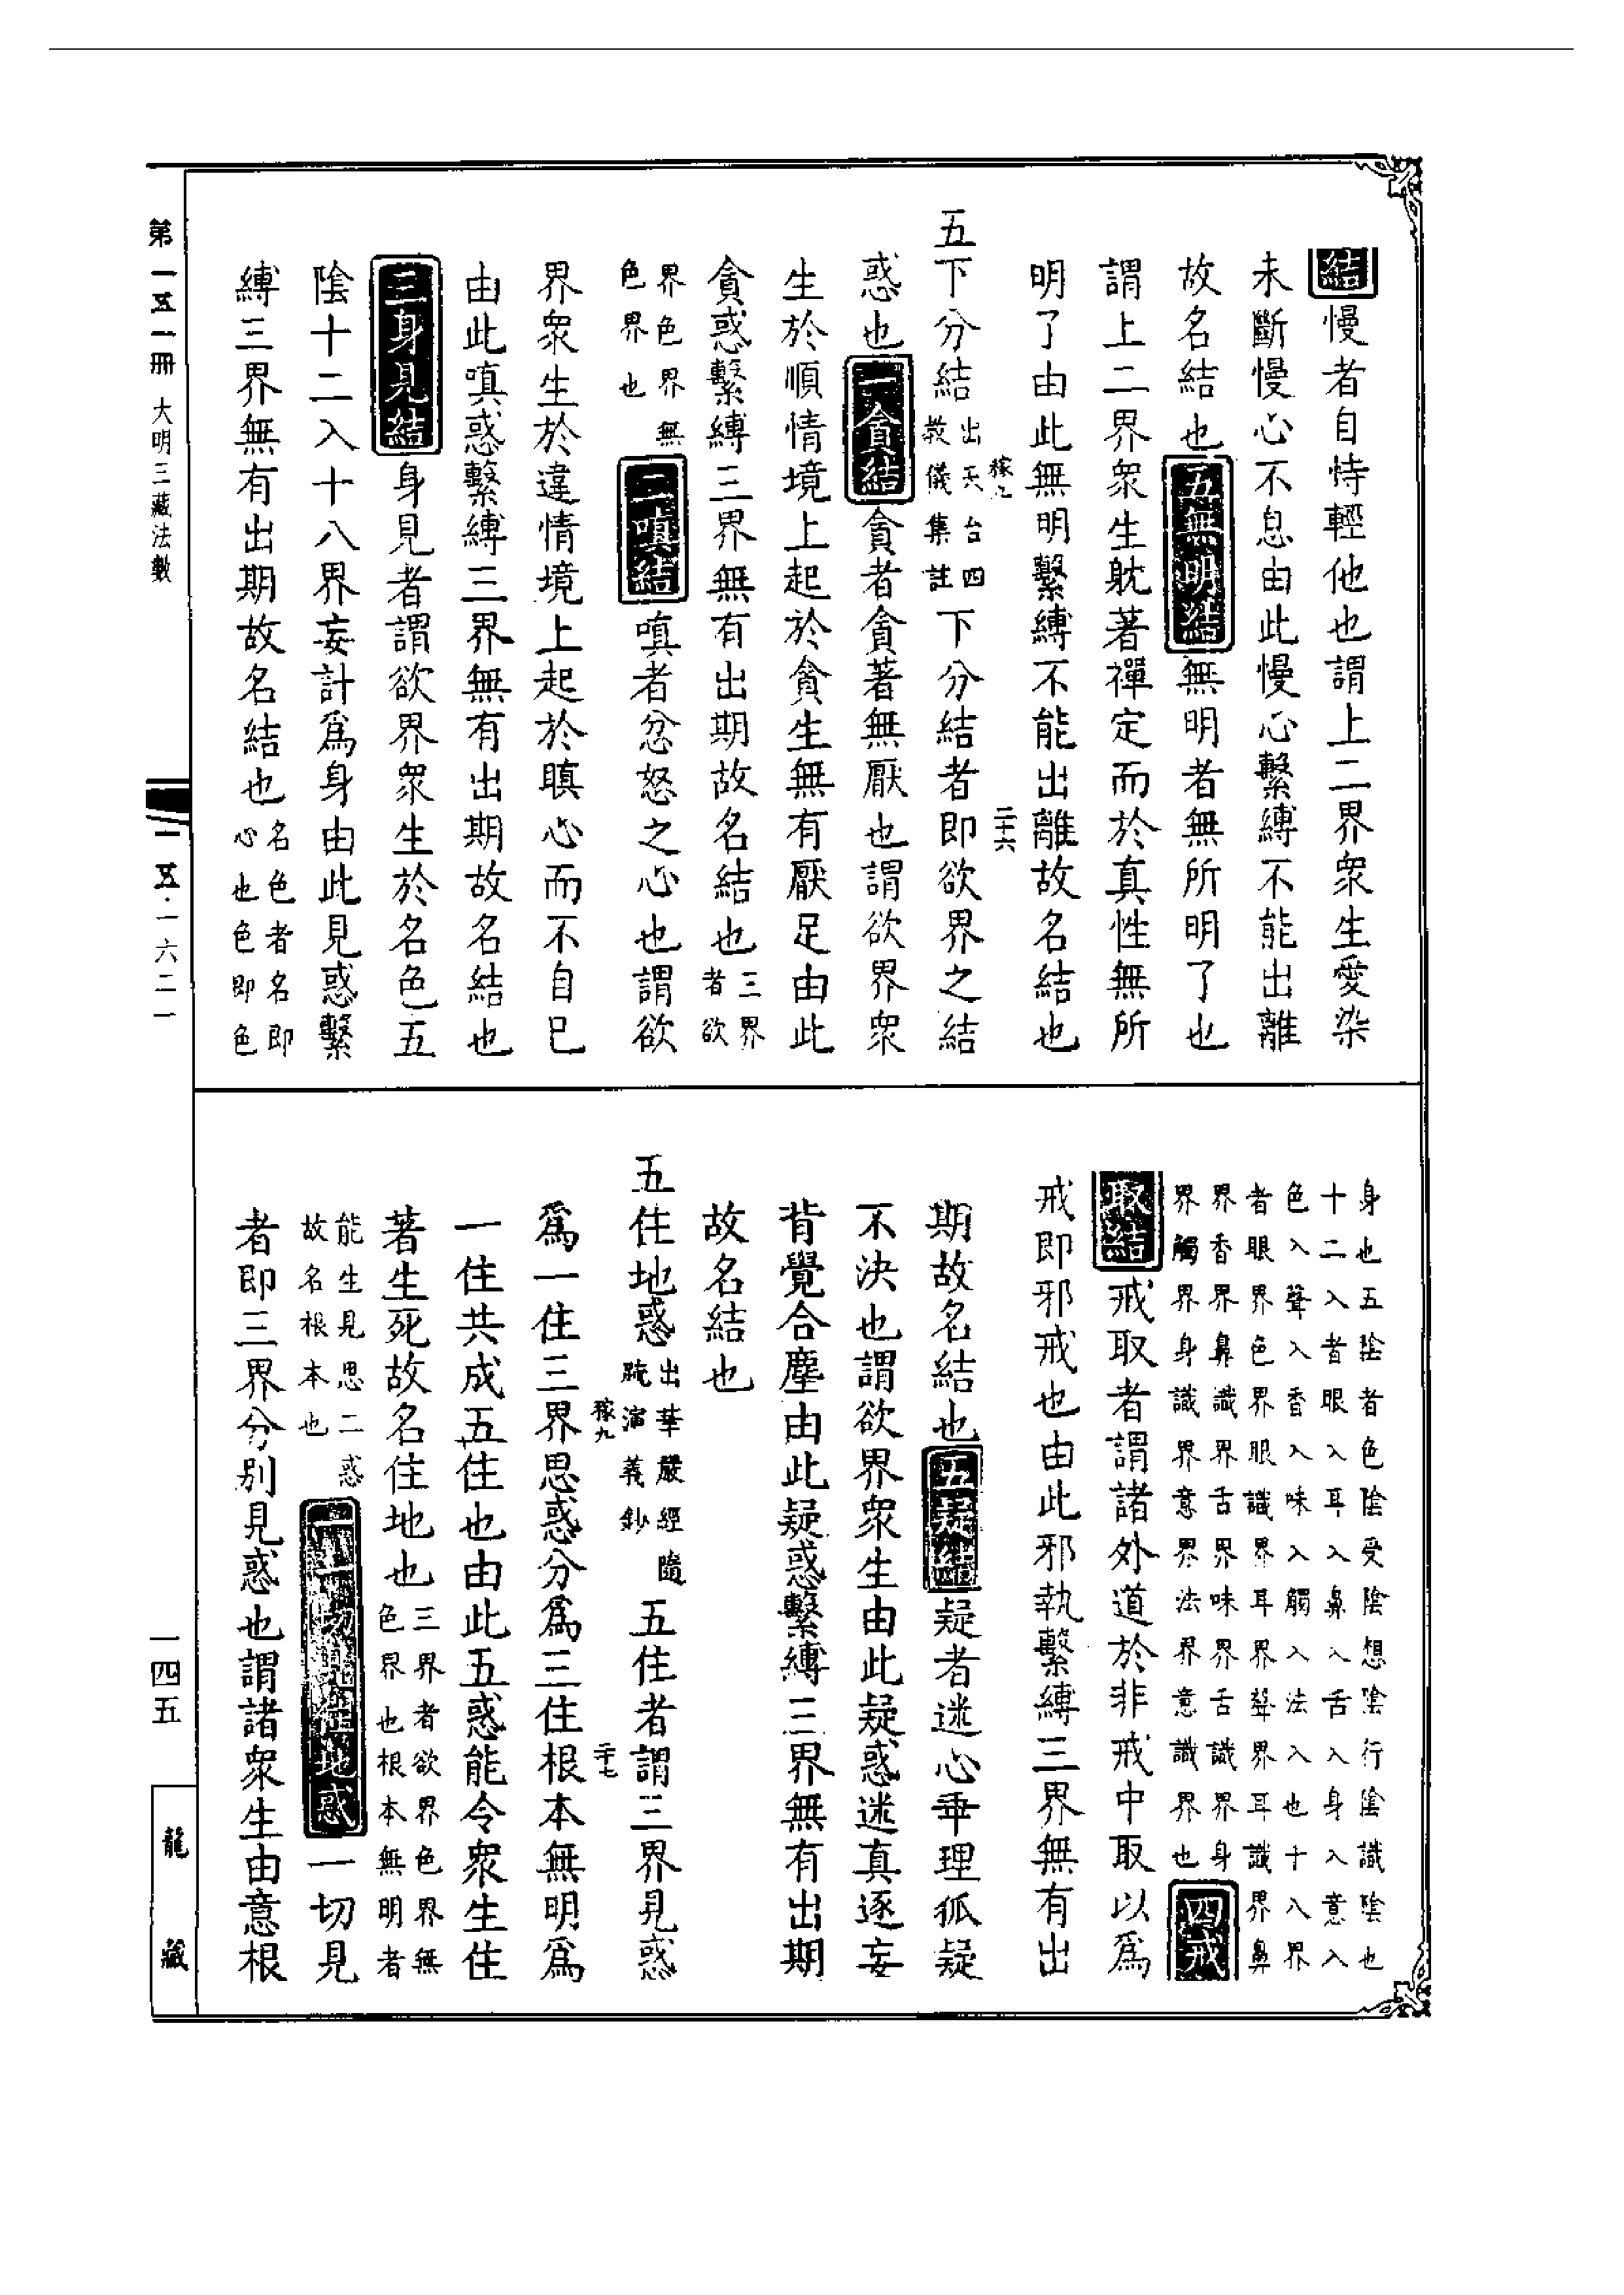 結慢者自恃輕他也謂上二界衆生愛染
未斷慢心不息由此慢心繫縛不能出離
故名結也五無明結無明者無所明了也
謂上二界衆生躭著禪定而於真性無所
明了由此無明繫縛不能出離故名結也
稼九 二十六
五下分結出天台四教儀集註下分結者即欲界之結
惑也一貪結貪者貪著無厭也謂欲界衆
生於順情境上起於貪生無有厭足由此
貪惑繫縛三界無有出期故名結也三界者欲
界色界無色界也二嗔結嗔者忿怒之心也謂欲
界衆生於違情境上起於瞋心而不自已
由此嗔惑繫縛三界無有出期故名結也
三身見結身見者謂欲界衆生於名色五
陰十二入十八界妄計爲身由此見惑繫
縛三界無有出期故名結也名色者名即心也色即色
身也五陰者色陰受陰想陰行陰識陰也
十二入者眼入耳入鼻入舌入身入意入
色入聲入香入味入觸入法入也十八界
者眼界色界眼識界耳界聲界耳識界鼻
界香界鼻識界舌界味界舌識界身
界觸界身識界意界法界意識界也四戒
取結戒取者謂諸外道於非戒中取以爲
戒即邪戒也由此邪執繫縛三界無有出
期故名結也五疑結疑者迷心乖理狐疑
不決也謂欲界衆生由此疑惑迷真逐妄
背覺合塵由此疑惑繫縛三界無有出期
故名結也
五住地惑出華嚴經隨疏演義鈔五住者謂三界見惑
稼九 二十七
爲一住三界思惑分爲三住根本無明爲
一住共成五住也由此五惑能令衆生住
著生死故名住地也三界者欲界色界無色界也根本無明者
能生見思二惑故名根本也一一切見住地惑一切見
者即三界分別見惑也謂諸衆生由意根
第一五一冊 大明三藏法數
一五·一六二一
一四五
龍藏